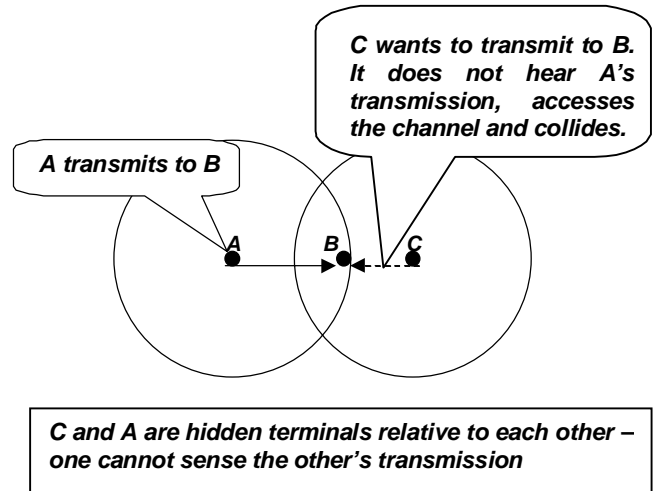 C wants to transmit to B.
It does not hear A's
transmission, accesses
the channel and collides.
A transmits to B
A B C
C and A are hidden terminals relative to each other –
one cannot sense the other's transmission